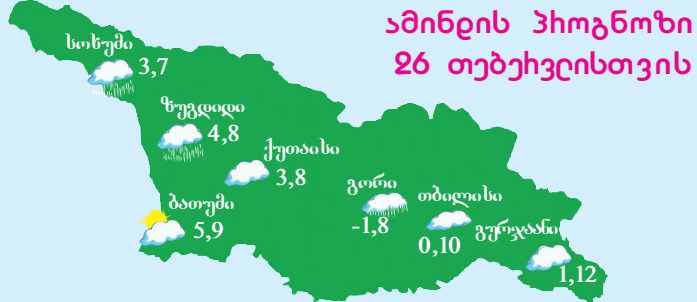 ამინდის პროგნოზი
26 თებერვლისთვის
სოხუმი
3,7
ზუგდიდი
4,8
ქუთაისი
3,8
გორი
-1,8
თბილისი
0,10
ბათუმი
5,9
გურჯაანი
1,12